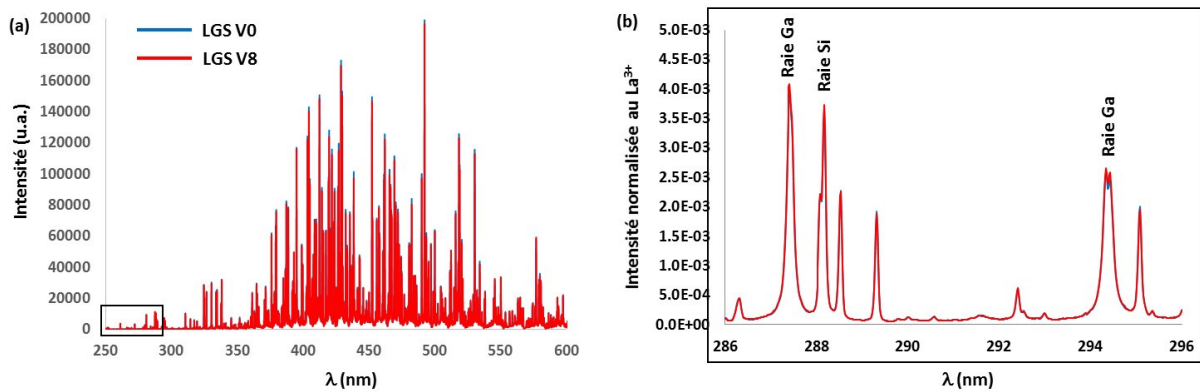 (a)
LGS V0
LGS V8
Intensité (u.a.)
200000
180000
160000
140000
120000
100000
80000
60000
40000
20000
0
250 300 350 400 450 500 550 600
λ (nm)
(b)
Intensité normalisée au La³⁺
5.0E-03
4.5E-03
4.0E-03
3.5E-03
3.0E-03
2.5E-03
2.0E-03
1.5E-03
1.0E-03
5.0E-04
0.0E+00
Raie Ga
Raie Si
Raie Ga
286 288 290 292 294 296
λ (nm)